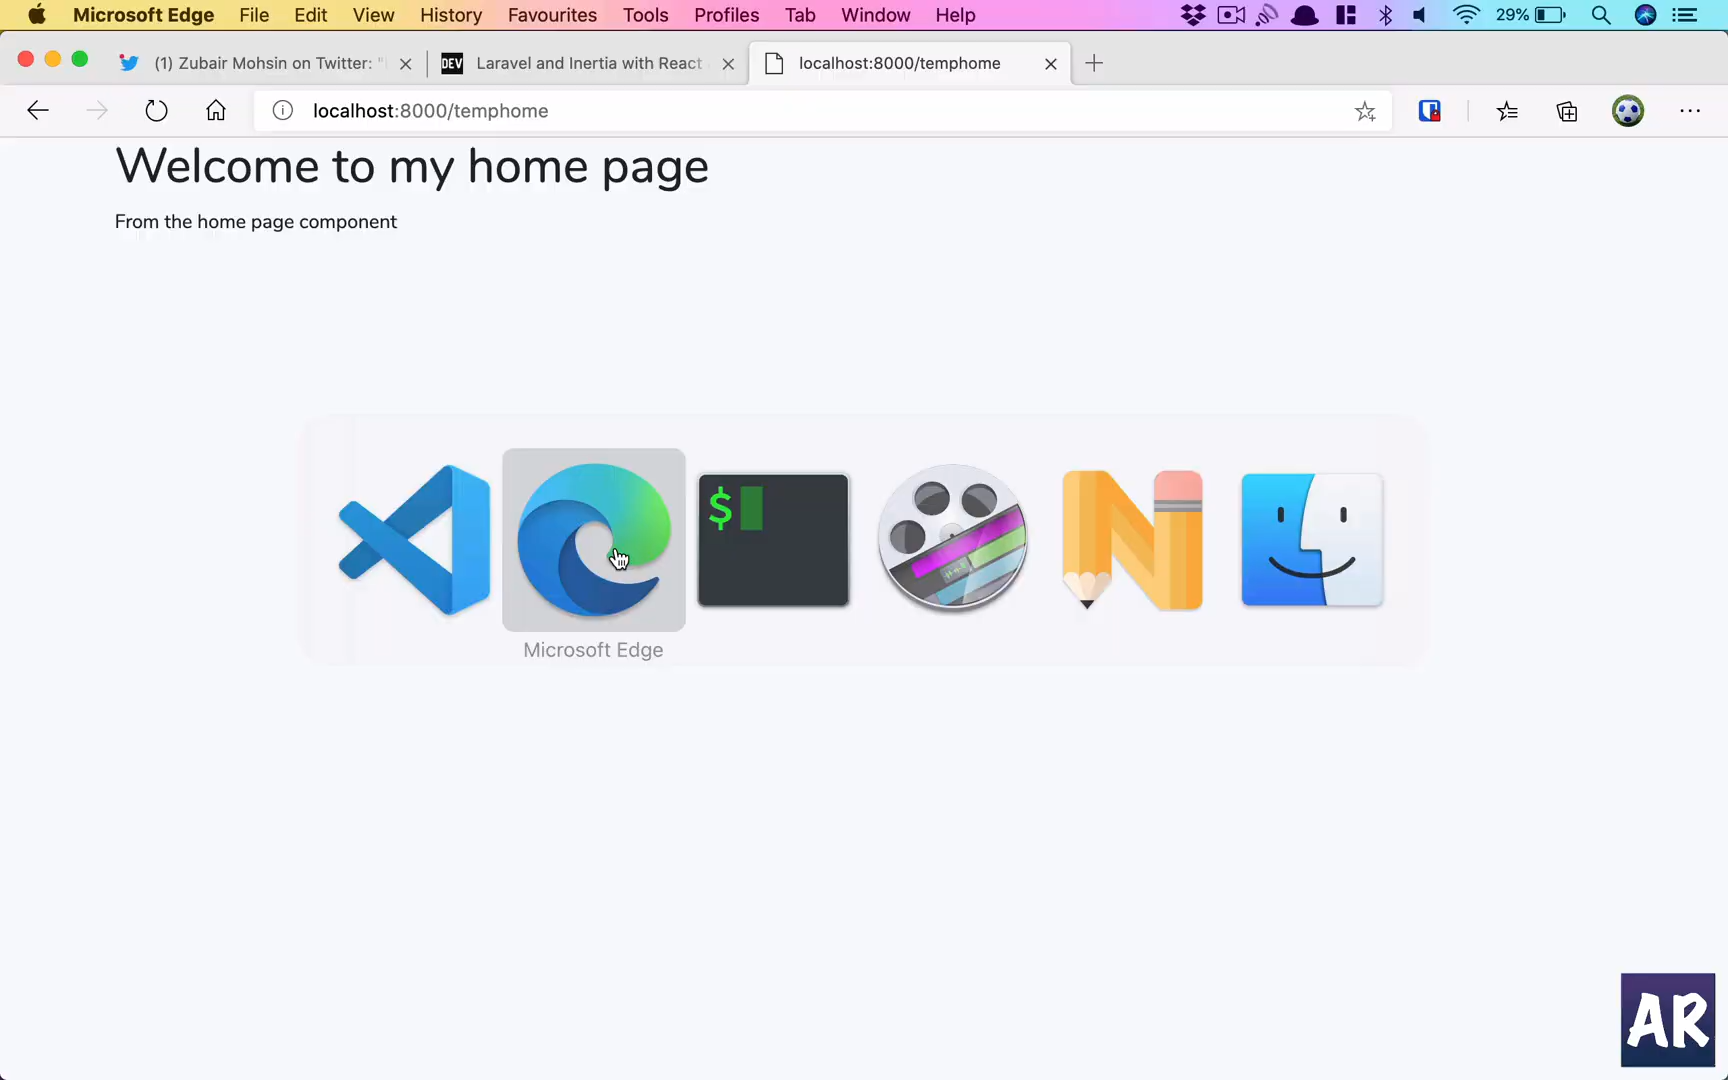 Microsoft Edge File Edit View History Favourites Tools Profiles Tab Window Help 29%
(1) Zubair Mohsin on Twitter: "
DEV Laravel and Inertia with React
localhost:8000/temphome
localhost:8000/temphome
Welcome to my home page
From the home page component
$
Microsoft Edge
AR